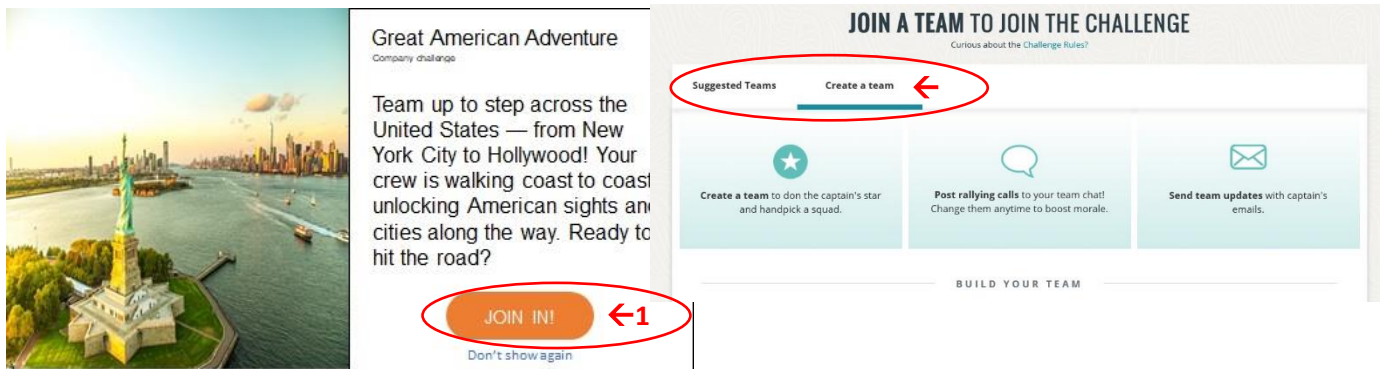 Great American Adventure
Company challenge
Team up to step across the
United States — from New
York City to Hollywood! Your
crew is walking coast to coast
unlocking American sights and
cities along the way. Ready to
hit the road?
JOIN IN!
←1
Don't show again
JOIN A TEAM TO JOIN THE CHALLENGE
Curious about the Challenge Rules?
Suggested Teams
Create a team
←
Create a team to don the captain's star
and handpick a squad.
Post rallying calls to your team chat!
Change them anytime to boost morale.
Send team updates with captain's
emails.
BUILD YOUR TEAM